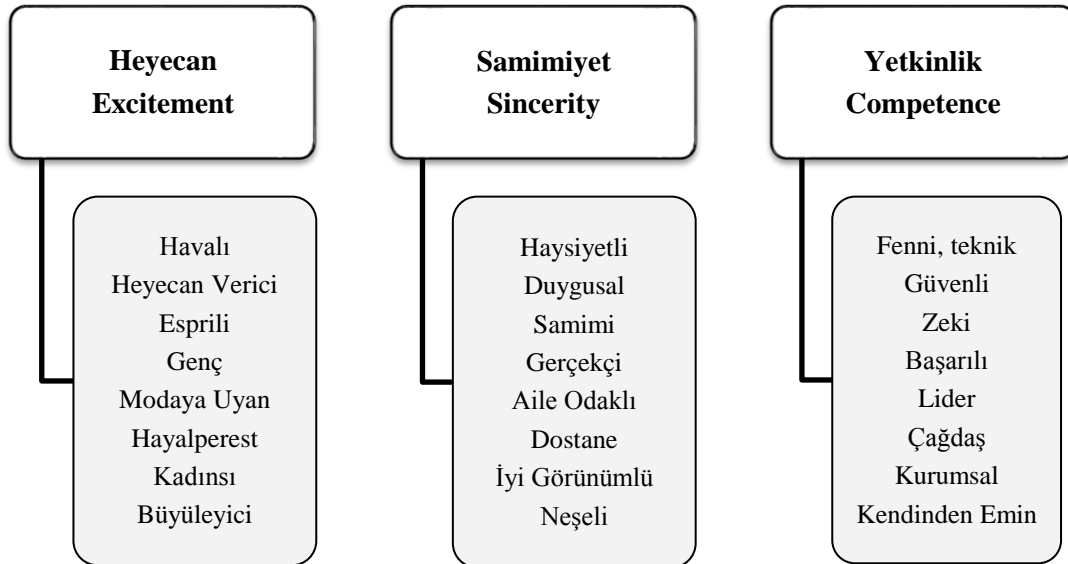 Heyecan
Excitement
Havalı
Heyecan Verici
Esprili
Genç
Modaya Uyan
Hayalperest
Kadınsı
Büyüleyici
Samimiyet
Sincerity
Haysiyetli
Duygusal
Samimi
Gerçekçi
Aile Odaklı
Dostane
İyi Görünümlü
Neşeli
Yetkinlik
Competence
Fenni, teknik
Güvenli
Zeki
Başarılı
Lider
Çağdaş
Kurumsal
Kendinden Emin